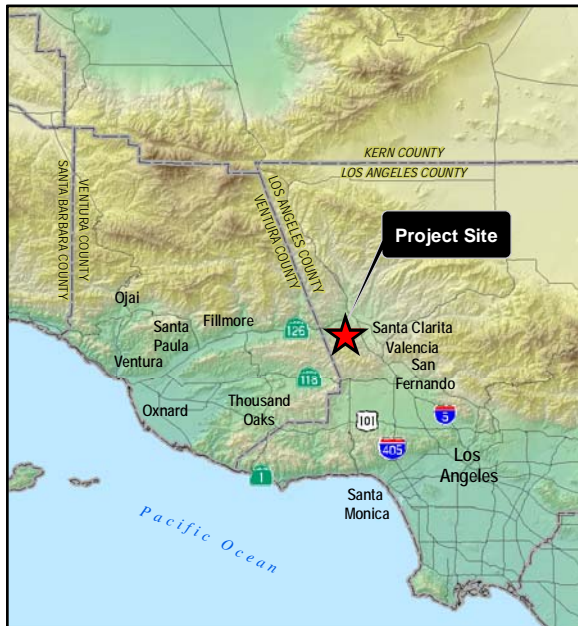 KERN COUNTY
LOS ANGELES COUNTY
SANTA BARBARA COUNTY
VENTURA COUNTY
VENTURA COUNTY
LOS ANGELES COUNTY
Project Site
Ojai
Santa
Paula
Fillmore
126
Santa Clarita
Valencia
San
Fernando
Ventura
118
Oxnard
Thousand
Oaks
101
5
405
Los
Angeles
1
Santa
Monica
Pacific Ocean